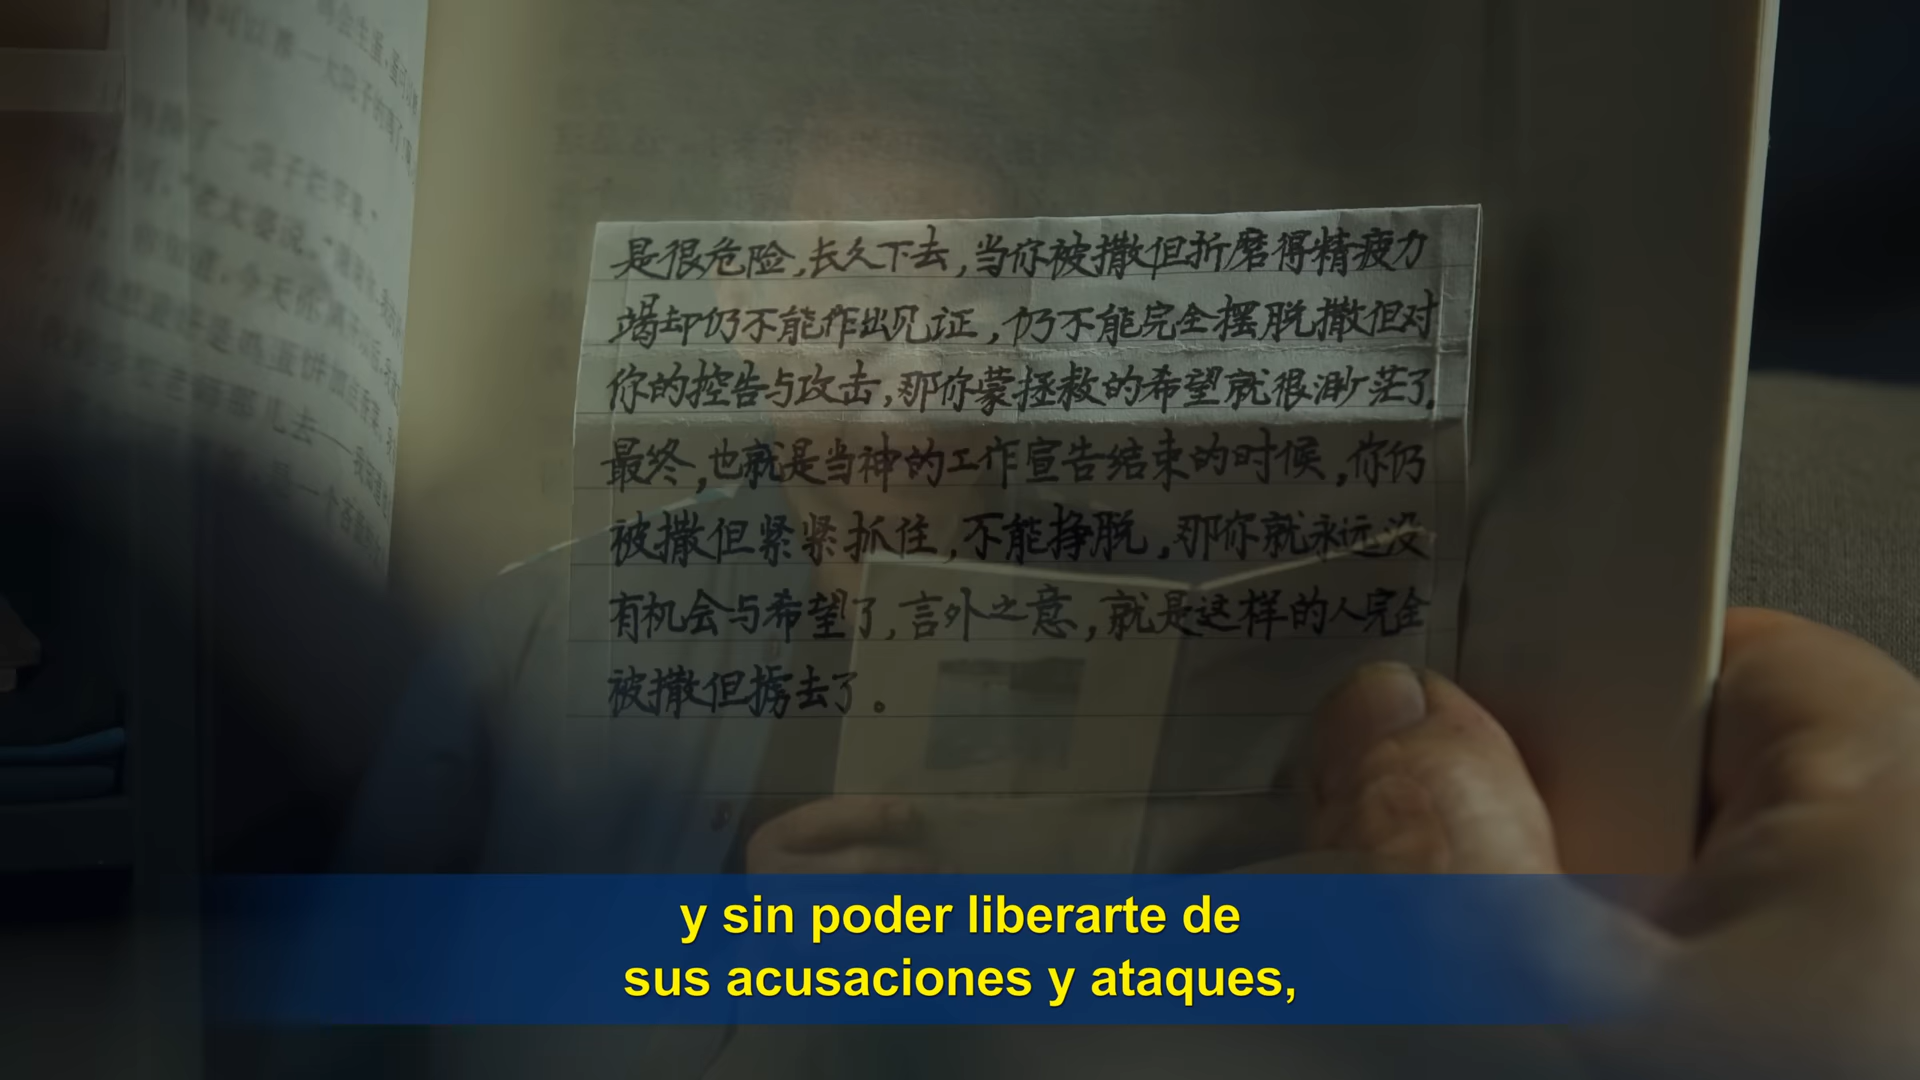 是很危险,长久下去,当你被撒但折磨得精疲力
竭却仍不能作出见证,仍不能完全摆脱撒但对
你的控告与攻击,那你蒙拯救的希望就很渺茫了.
最终,也就是当神的工作宣告结束的时候,你仍
被撒但紧紧抓住,不能挣脱,那你就永远没
有机会与希望了,言外之意,就是这样的人完全
被撒但掳去了。
y sin poder liberarte de
sus acusaciones y ataques,